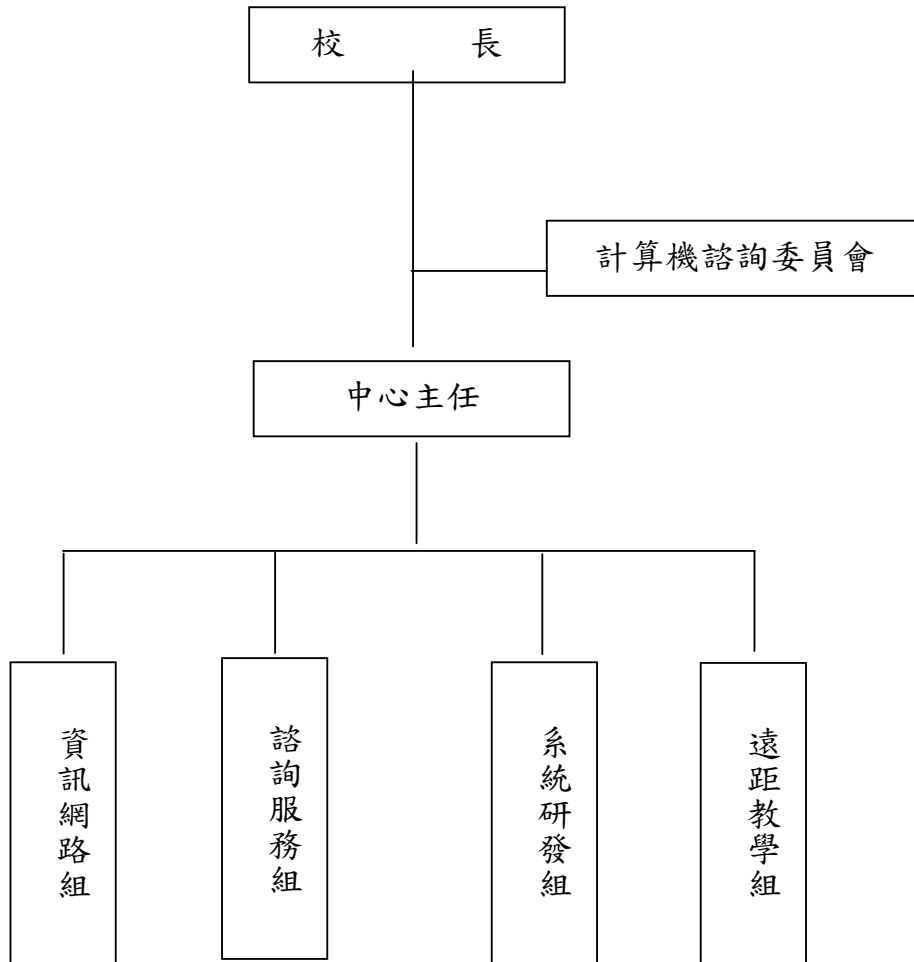 校 長
計算機諮詢委員會
中心主任
資訊網路組
諮詢服務組
系統研發組
遠距教學組